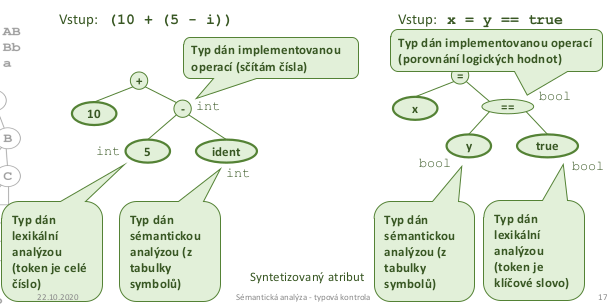 AB
Bb
a
B
C
Vstup: (10 + (5 - i))
Typ dán implementovanou
operací (sčítám čísla)
+
10
-
int
int
5
ident
int
Typ dán
lexikální
analýzou
(token je celé
číslo)
Typ dán
sémantickou
analýzou (z
tabulky
symbolů)
Vstup: x = y == true
Typ dán implementovanou operací
(porovnání logických hodnot)
=
x
==
bool
y
true
bool
bool
Typ dán
sémantickou
analýzou (z
tabulky
symbolů)
Typ dán
lexikální
analýzou
(token je
klíčové slovo)
Syntetizovaný atribut
22.10.2020
Sémantická analýza - typová kontrola
17